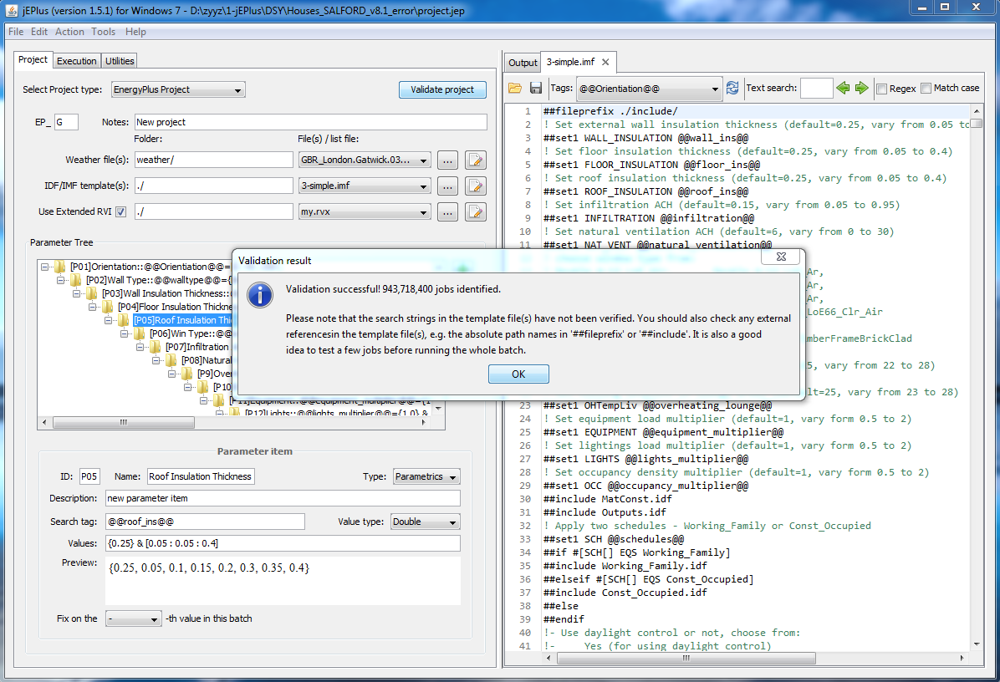 jEPlus (version 1.5.1) for Windows 7 - D:\zyyz\1-jEPlus\DSY\Houses_SALFORD_v8.1_error\project.jep
File Edit Action Tools Help
Project Execution Utilities
Select Project type: EnergyPlus Project Validate project
EP_ G Notes: New project
Folder: File(s) / list file:
Weather file(s): weather/ GBR_London.Gatwick.03... ...
IDF/IMF template(s): ./ 3-simple.imf ...
Use Extended RVI ./ my.rvx ...
Parameter Tree
[P01]Orientation::@@Orientation@@=
[P02]Wall Type::@@walltype@@={
[P03]Wall Insulation Thickness::
[P04]Floor Insulation Thickne
[P05]Roof Insulation Thi
[P06]Win Type::@@
[P07]Infiltration
[P08]Natural
[P9]Over
[P10]
[P11]Equipment::@@equipment_multiplier@@={1
[P12]Lights::@@lights_multiplier@@={1.0} &
Parameter item
ID: P05 Name: Roof Insulation Thickness Type: Parametrics
Description: new parameter item
Search tag: @@roof_ins@@ Value type: Double
Values: {0.25} & [0.05 : 0.05 : 0.4]
Preview: {0.25, 0.05, 0.1, 0.15, 0.2, 0.3, 0.35, 0.4}
Fix on the - -th value in this batch
Output 3-simple.imf
Tags: @@Orientiation@@ Text search: Regex Match case
1 ##fileprefix ./include/
2 ! Set external wall insulation thickness (default=0.25, vary from 0.05 to
3 ##set1 WALL_INSULATION @@wall_ins@@
4 ! Set floor insulation thickness (default=0.25, vary from 0.05 to 0.4)
5 ##set1 FLOOR_INSULATION @@floor_ins@@
6 ! Set roof insulation thickness (default=0.25, vary from 0.05 to 0.4)
7 ##set1 ROOF_INSULATION @@roof_ins@@
8 ! Set infiltration ACH (default=0.15, vary from 0.05 to 0.95)
9 ##set1 INFILTRATION @@infiltration@@
10 ! Set natural ventilation ACH (default=6, vary from 0 to 30)
11 ##set1 NAT_VENT @@natural_ventilation@@
_Ar,
_Ar,
_Ar,
_LoE66_Clr_Air
mberFrameBrickClad
5, vary from 22 to 28)
lt=25, vary from 23 to 28)
23 ##set1 OHTempLiv @@overheating_lounge@@
24 ! Set equipment load multiplier (default=1, vary form 0.5 to 2)
25 ##set1 EQUIPMENT @@equipment_multiplier@@
26 ! Set lightings load multiplier (default=1, vary form 0.5 to 2)
27 ##set1 LIGHTS @@lights_multiplier@@
28 ! Set occupancy density multiplier (default=1, vary form 0.5 to 2)
29 ##set1 OCC @@occupancy_multiplier@@
30 ##include MatConst.idf
31 ##include Outputs.idf
32 ! Apply two schedules - Working_Family or Const_Occupied
33 ##set1 SCH @@schedules@@
34 ##if #[SCH[] EQS Working_Family]
35 ##include Working_Family.idf
36 ##elseif #[SCH[] EQS Const_Occupied]
37 ##include Const_Occupied.idf
38 ##else
39 ##endif
40 !- Use daylight control or not, choose from:
41 !- Yes (for using daylight control)
Validation result
Validation successful! 943,718,400 jobs identified.
Please note that the search strings in the template file(s) have not been verified. You should also check any external
referencesin the template file(s), e.g. the absolute path names in '##fileprefix' or '##include'. It is also a good
idea to test a few jobs before running the whole batch.
OK